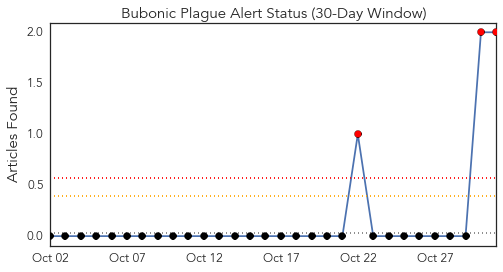 Bubonic Plague Alert Status (30-Day Window)
Articles Found
2.0
1.5
1.0
0.5
0.0
Oct 02 Oct 07 Oct 12 Oct 17 Oct 22 Oct 27